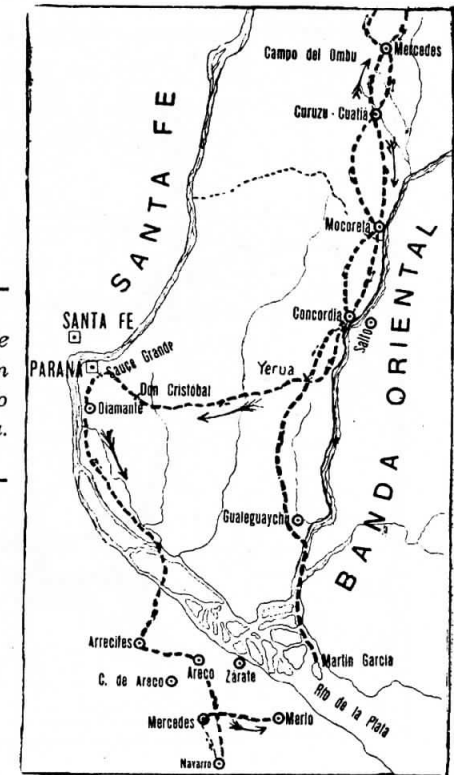 e
n
o
a.
Campo del Ombu
Mercedes
Curuzu-Cuatiá
SANTA FE
Mocoreta
BANDA ORIENTAL
Concordia
Salto
SANTA FE
PARANA
Sauce Grande
Yerua
Don Cristobal
Diamante
Gualeguaychu
Arrecifes
Areco
Zárate
C. de Areco
Martin Garcia
Rio de la Plata
Mercedes
Merlo
Navarro